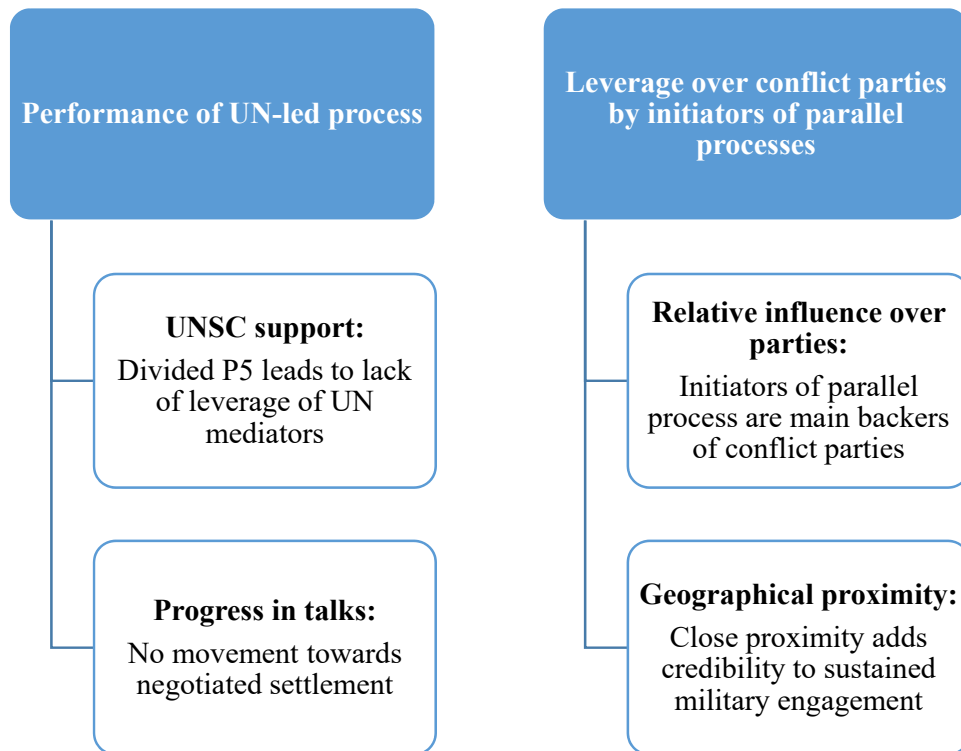 Performance of UN-led process
UNSC support:
Divided P5 leads to lack
of leverage of UN
mediators
Progress in talks:
No movement towards
negotiated settlement
Leverage over conflict parties
by initiators of parallel
processes
Relative influence over
parties:
Initiators of parallel
process are main backers
of conflict parties
Geographical proximity:
Close proximity adds
credibility to sustained
military engagement